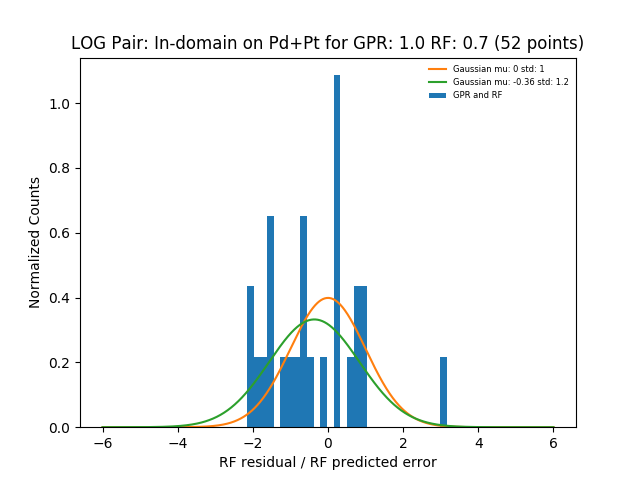 LOG Pair: In-domain on Pd+Pt for GPR: 1.0 RF: 0.7 (52 points)
Gaussian mu: 0 std: 1
Gaussian mu: -0.36 std: 1.2
GPR and RF
Normalized Counts
1.0
0.8
0.6
0.4
0.2
0.0
−6 −4 −2 0 2 4 6
RF residual / RF predicted error